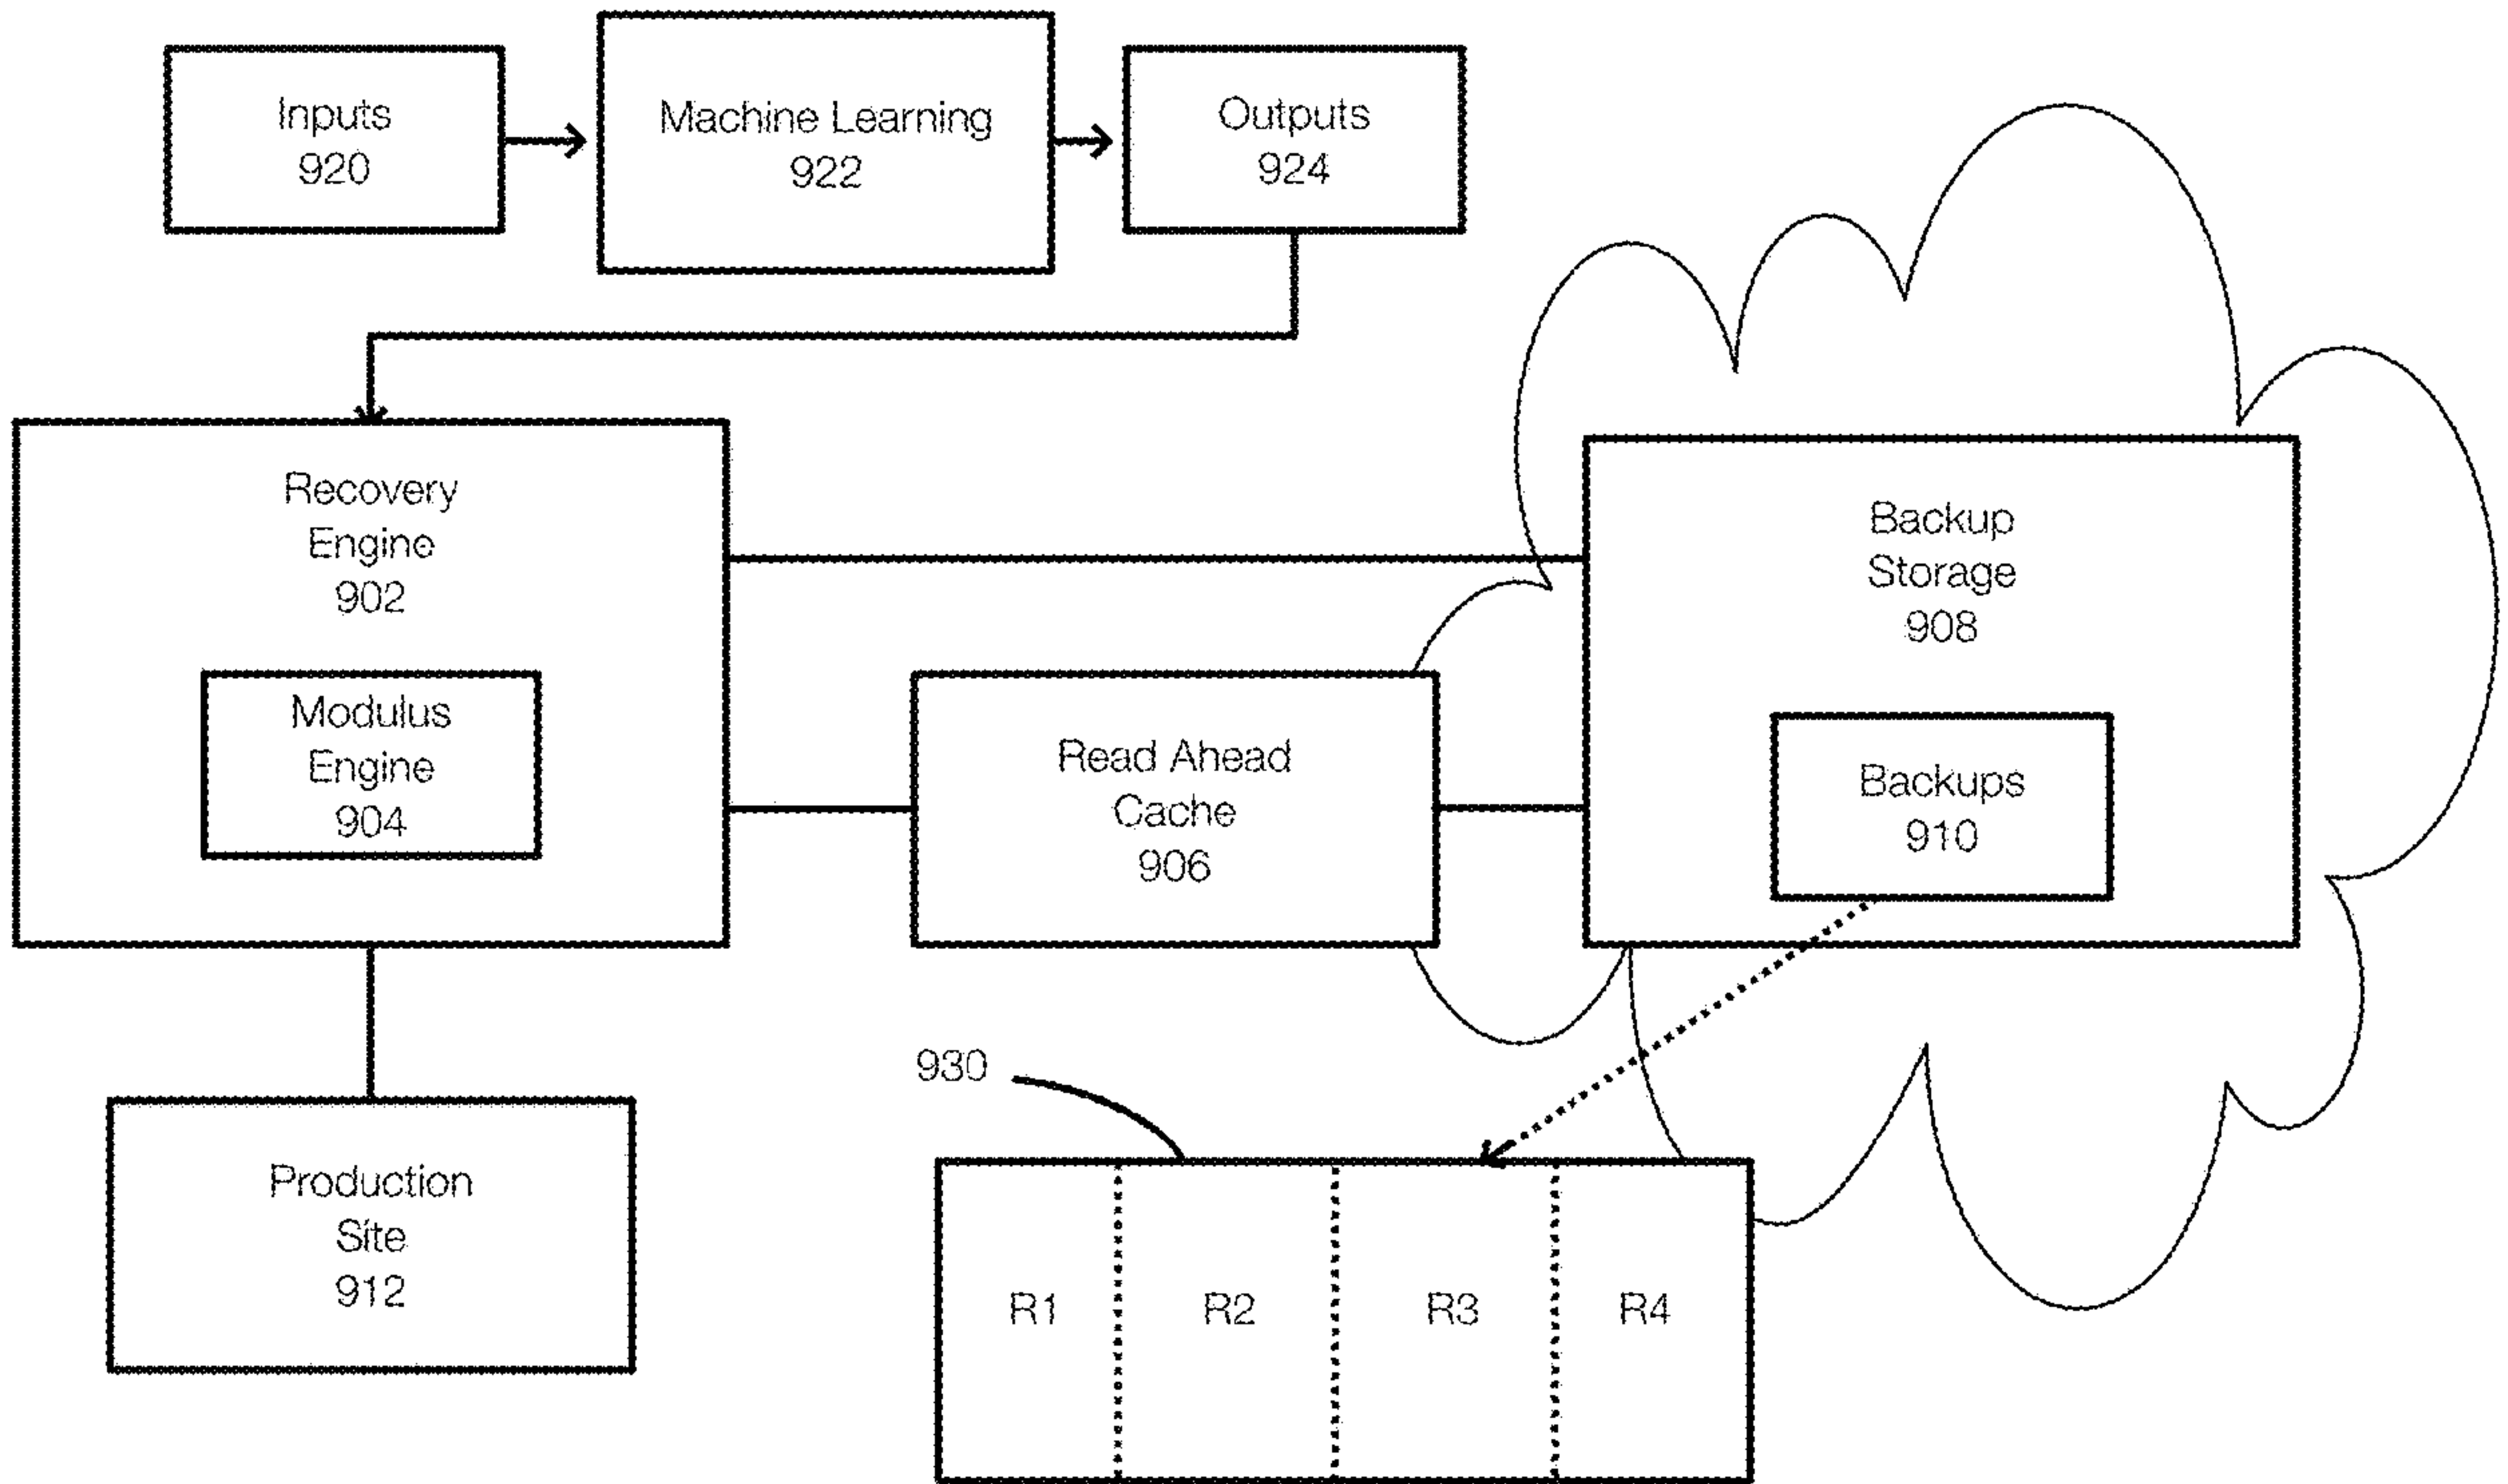 Inputs
920
Machine Learning
922
Outputs
924
Recovery
Engine
902
Modulus
Engine
904
Read Ahead
Cache
906
Backup
Storage
908
Backups
910
Production
Site
912
930
R1
R2
R3
R4